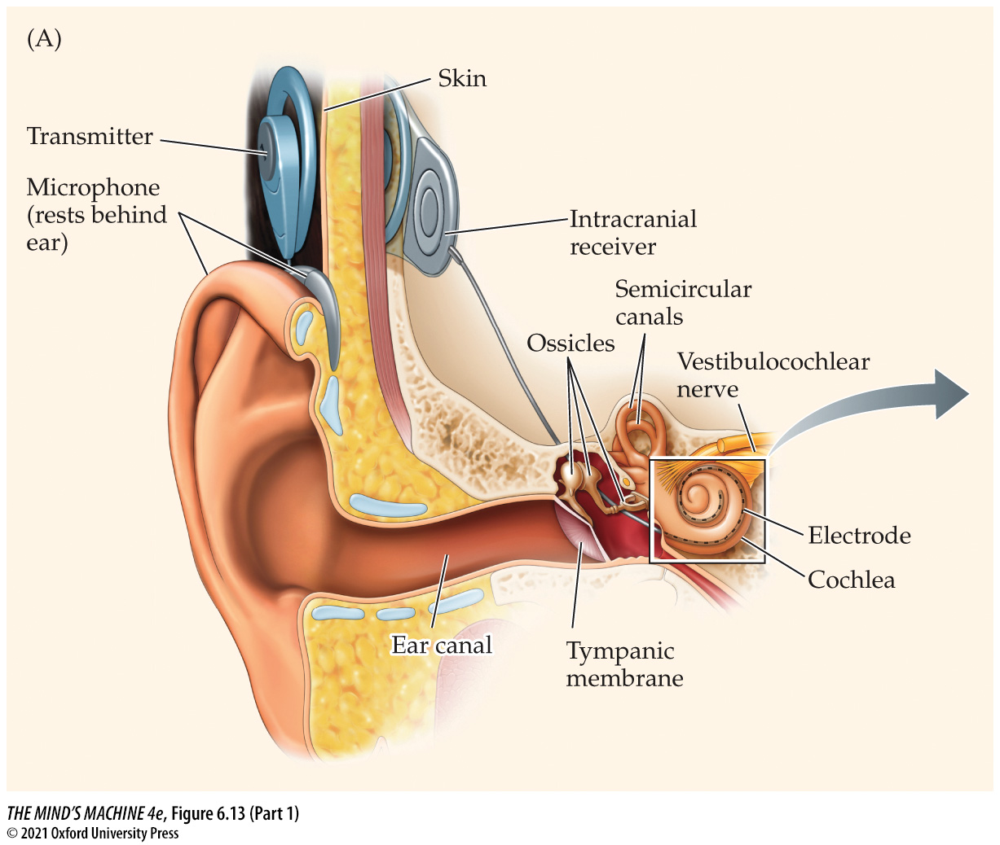 (A)
Skin
Transmitter
Microphone
(rests behind
ear)
Intracranial
receiver
Semicircular
canals
Ossicles
Vestibulocochlear
nerve
Electrode
Cochlea
Ear canal
Tympanic
membrane
THE MIND'S MACHINE 4e, Figure 6.13 (Part 1)
© 2021 Oxford University Press